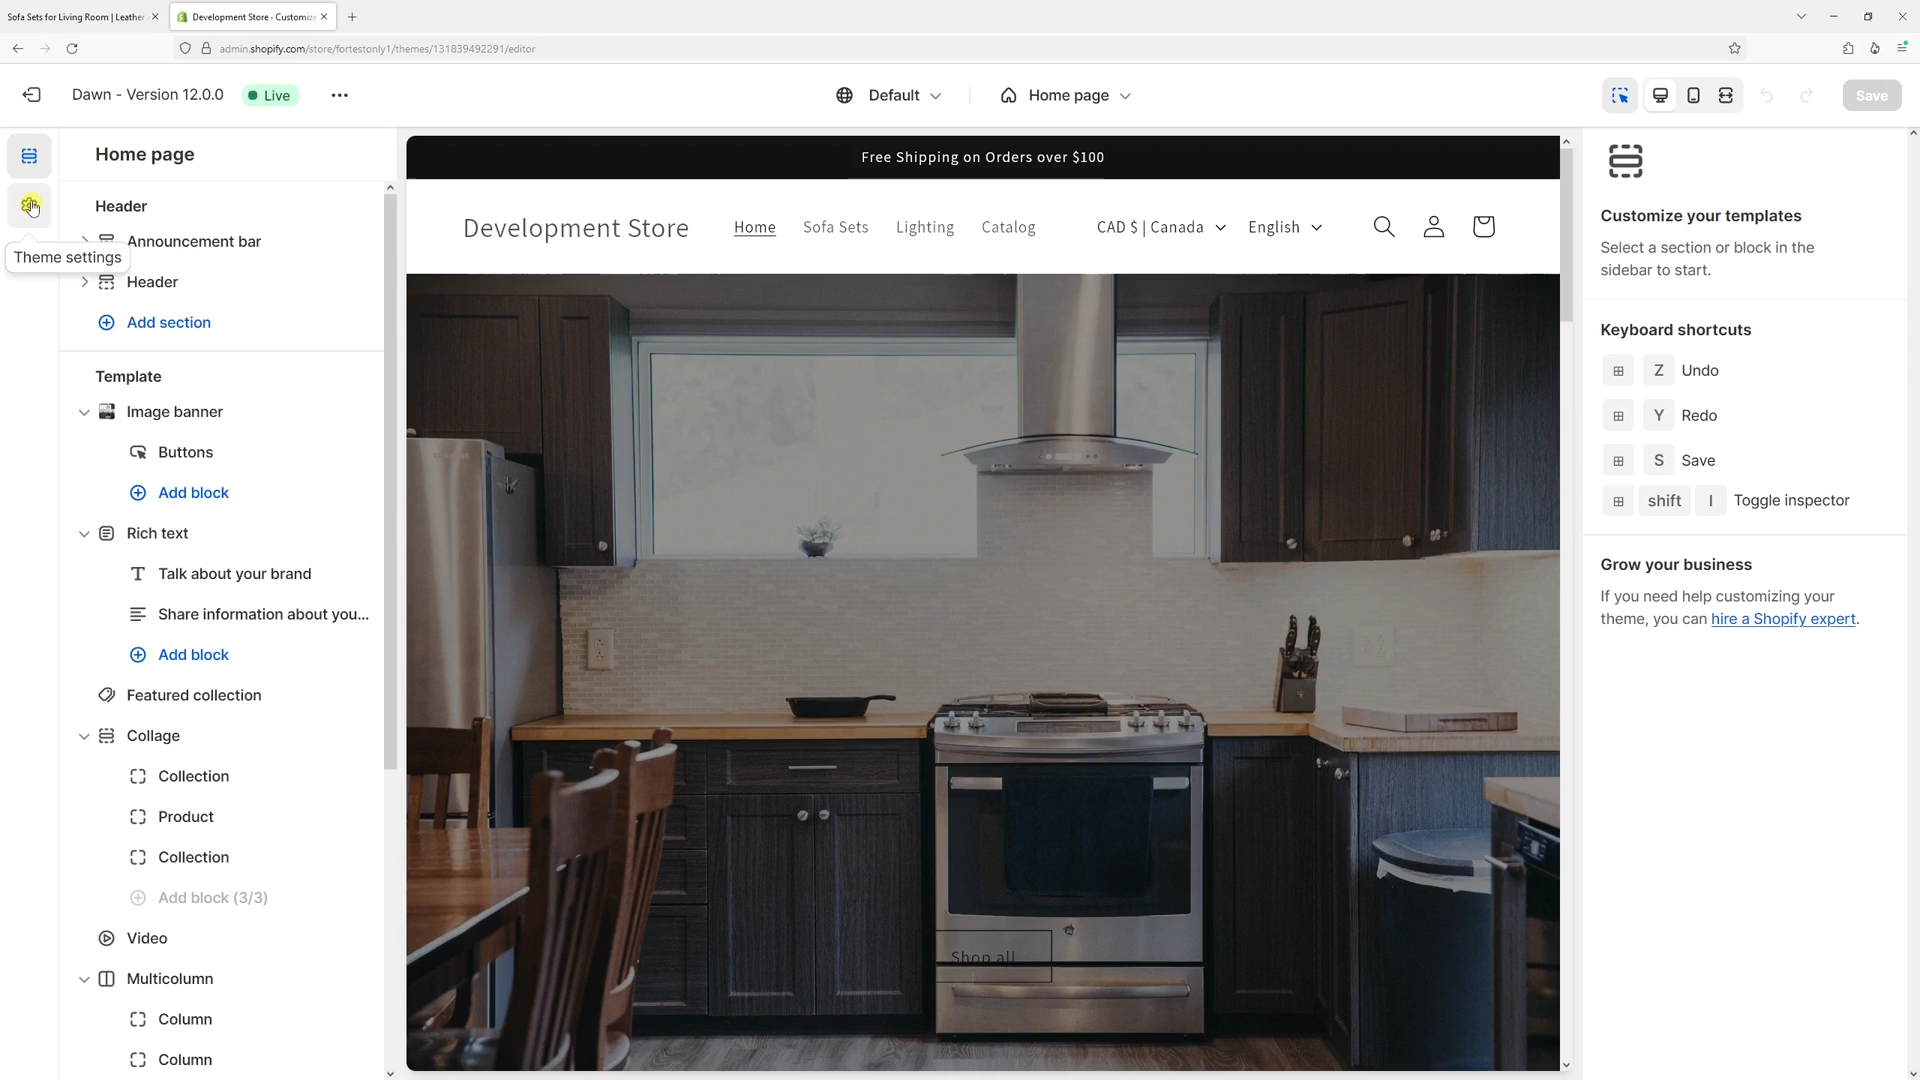 Sofa Sets for Living Room | Leather
Development Store - Customize
admin.shopify.com/store/fortestonly1/themes/131839492291/editor
Dawn - Version 12.0.0
Live
Default
Home page
Save
Home page
Header
Announcement bar
Theme settings
Header
Add section
Template
Image banner
Buttons
Add block
Rich text
Talk about your brand
Share information about you...
Add block
Featured collection
Collage
Collection
Product
Collection
Add block (3/3)
Video
Multicolumn
Column
Column
Free Shipping on Orders over $100
Development Store
Home
Sofa Sets
Lighting
Catalog
CAD $ | Canada
English
Shop all
Customize your templates
Select a section or block in the
sidebar to start.
Keyboard shortcuts
Z Undo
Y Redo
S Save
shift I Toggle inspector
Grow your business
If you need help customizing your
theme, you can hire a Shopify expert.